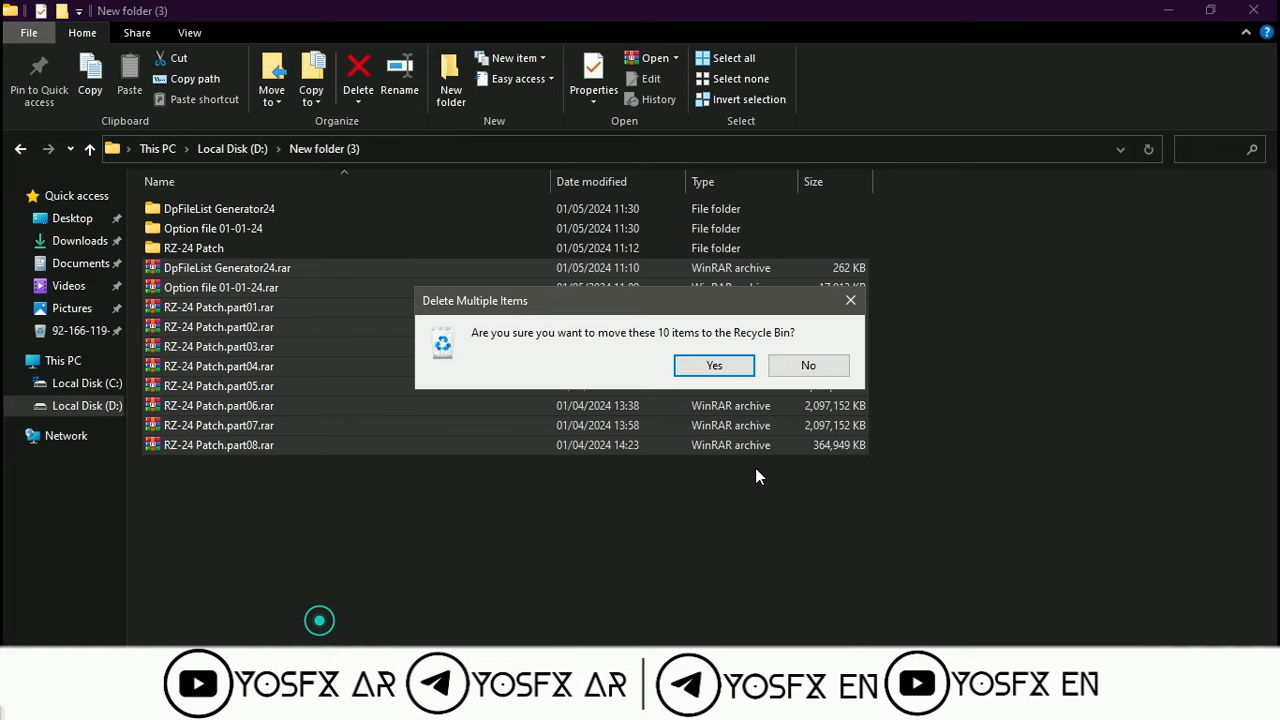 New folder (3)
File Home Share View
Pin to Quick access
Copy
Paste
Cut
Copy path
Paste shortcut
Clipboard
Move to
Copy to
Delete
Rename
Organize
New folder
New item
Easy access
New
Properties
Open
Edit
History
Open
Select all
Select none
Invert selection
Select
This PC Local Disk (D:) New folder (3)
Quick access
Desktop
Downloads
Documents
Videos
Pictures
92-166-119-
This PC
Local Disk (C:)
Local Disk (D:)
Network
Name Date modified Type Size
DpFileList Generator24 01/05/2024 11:30 File folder
Option file 01-01-24 01/05/2024 11:30 File folder
RZ-24 Patch 01/05/2024 11:12 File folder
DpFileList Generator24.rar 01/05/2024 11:10 WinRAR archive 262 KB
Option file 01-01-24.rar
RZ-24 Patch.part01.rar
RZ-24 Patch.part02.rar
RZ-24 Patch.part03.rar
RZ-24 Patch.part04.rar
RZ-24 Patch.part05.rar
RZ-24 Patch.part06.rar 01/04/2024 13:38 WinRAR archive 2,097,152 KB
RZ-24 Patch.part07.rar 01/04/2024 13:58 WinRAR archive 2,097,152 KB
RZ-24 Patch.part08.rar 01/04/2024 14:23 WinRAR archive 364,949 KB
Delete Multiple Items
Are you sure you want to move these 10 items to the Recycle Bin?
Yes No
YOSFX AR YOSFX AR YOSFX EN YOSFX EN